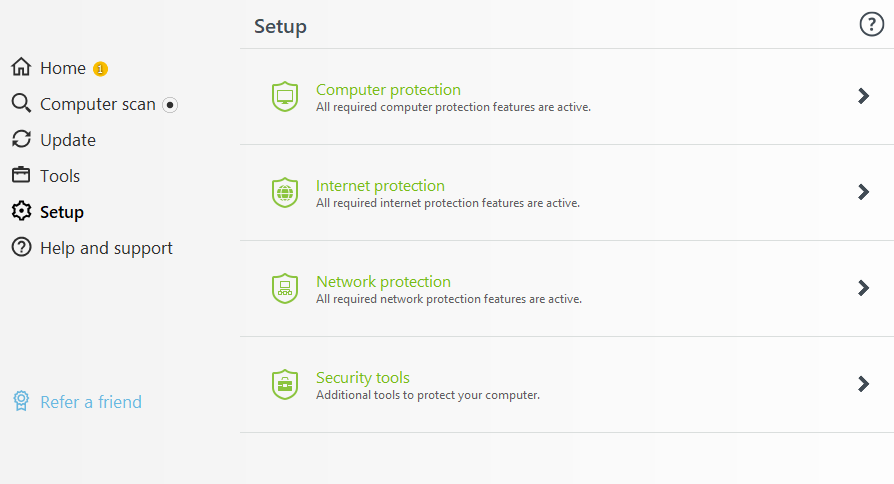 Setup
?
Home 1
Computer scan
Update
Tools
Setup
Help and support
Refer a friend
Computer protection
All required computer protection features are active.
Internet protection
All required internet protection features are active.
Network protection
All required network protection features are active.
Security tools
Additional tools to protect your computer.